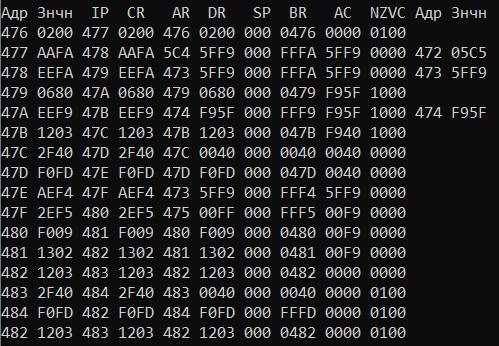 Адр Знчн IP CR AR DR SP BR AC NZVC Адр Знчн
476 0200 477 0200 476 0200 000 0476 0000 0100
477 AAFA 478 AAFA 5C4 5FF9 000 FFFA 5FF9 0000 472 05C5
478 EEFA 479 EEFA 473 5FF9 000 FFFA 5FF9 0000 473 5FF9
479 0680 47A 0680 479 0680 000 0479 F95F 1000
47A EEF9 47B EEF9 474 F95F 000 FFF9 F95F 1000 474 F95F
47B 1203 47C 1203 47B 1203 000 047B F940 1000
47C 2F40 47D 2F40 47C 0040 000 0040 0040 0000
47D F0FD 47E F0FD 47D F0FD 000 047D 0040 0000
47E AEF4 47F AEF4 473 5FF9 000 FFF4 5FF9 0000
47F 2EF5 480 2EF5 475 00FF 000 FFF5 00F9 0000
480 F009 481 F009 480 F009 000 0480 00F9 0000
481 1302 482 1302 481 1302 000 0481 00F9 0000
482 1203 483 1203 482 1203 000 0482 0000 0000
483 2F40 484 2F40 483 0040 000 0040 0000 0100
484 F0FD 482 F0FD 484 F0FD 000 FFFD 0000 0100
482 1203 483 1203 482 1203 000 0482 0000 0100